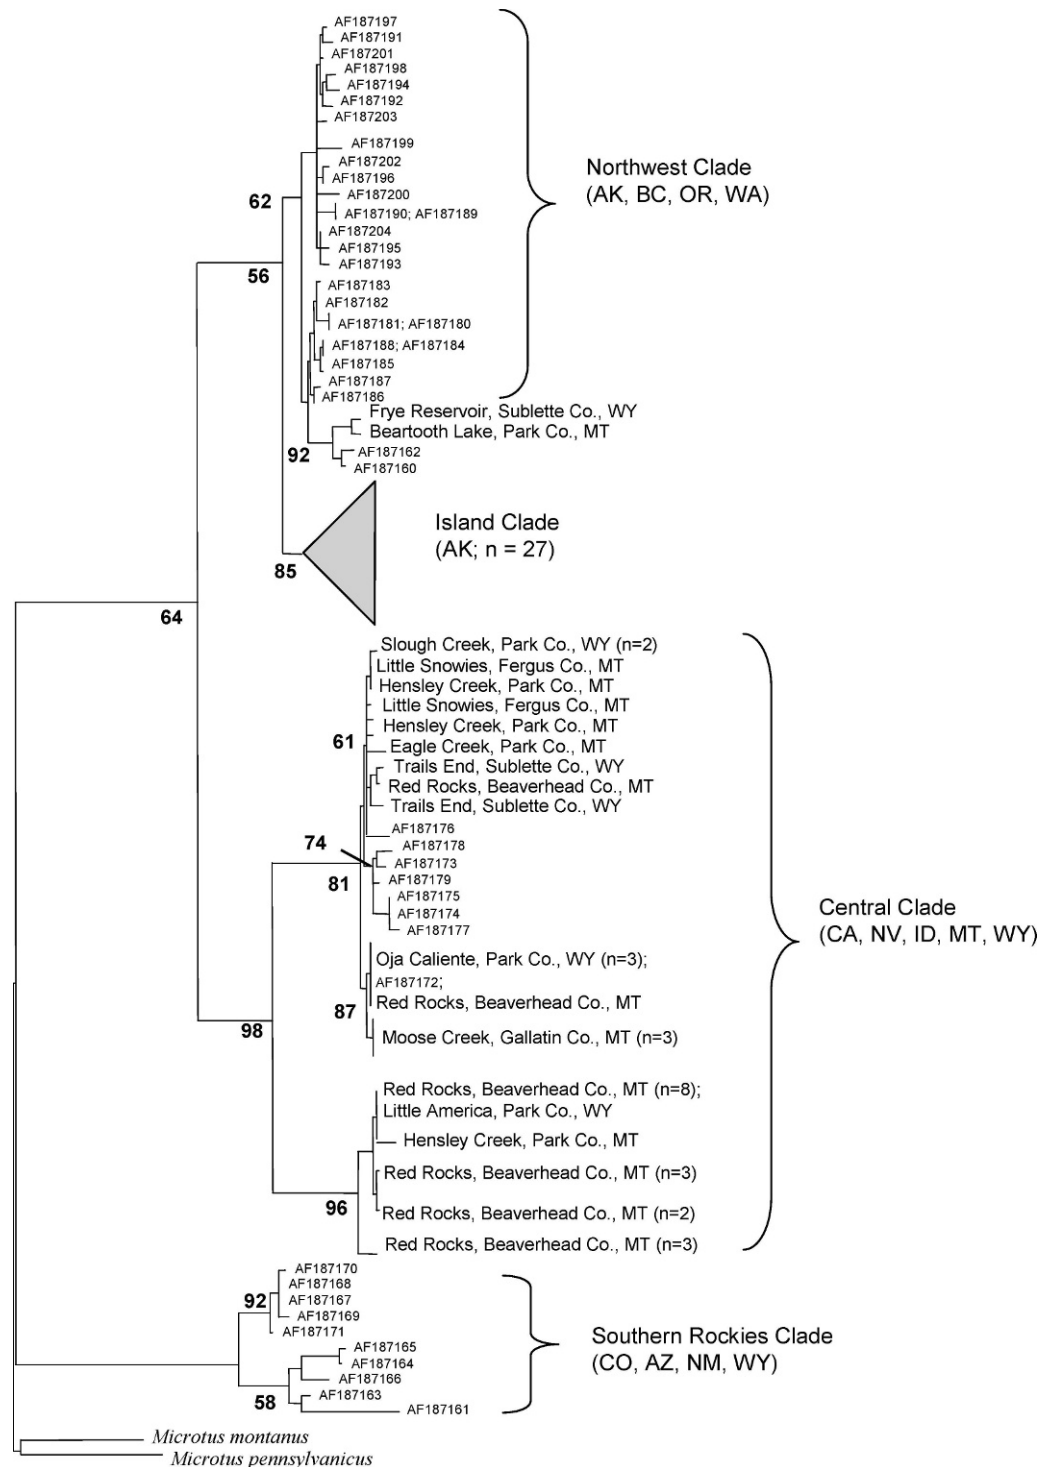 AF187197
AF187191
AF187201
AF187198
AF187194
AF187192
AF187203
AF187199
AF187202
AF187196
Northwest Clade
(AK, BC, OR, WA)
62
AF187200
AF187190; AF187189
AF187204
AF187195
AF187193
56
AF187183
AF187182
AF187181; AF187180
AF187188; AF187184
AF187185
AF187187
AF187186
Frye Reservoir, Sublette Co., WY
Beartooth Lake, Park Co., MT
92
AF187162
AF187160
Island Clade
(AK; n = 27)
85
64
Slough Creek, Park Co., WY (n=2)
Little Snowies, Fergus Co., MT
Hensley Creek, Park Co., MT
Little Snowies, Fergus Co., MT
Hensley Creek, Park Co., MT
61
Eagle Creek, Park Co., MT
Trails End, Sublette Co., WY
Red Rocks, Beaverhead Co., MT
Trails End, Sublette Co., WY
AF187176
74
AF187178
AF187173
81
AF187179
AF187175
AF187174
AF187177
Central Clade
(CA, NV, ID, MT, WY)
Oja Caliente, Park Co., WY (n=3);
AF187172;
Red Rocks, Beaverhead Co., MT
87
98
Moose Creek, Gallatin Co., MT (n=3)
Red Rocks, Beaverhead Co., MT (n=8);
Little America, Park Co., WY
Hensley Creek, Park Co., MT
Red Rocks, Beaverhead Co., MT (n=3)
96
Red Rocks, Beaverhead Co., MT (n=2)
Red Rocks, Beaverhead Co., MT (n=3)
AF187170
AF187168
92
AF187167
AF187169
AF187171
Southern Rockies Clade
(CO, AZ, NM, WY)
AF187165
AF187164
AF187166
58
AF187163
AF187161
Microtus montanus
Microtus pennsylvanicus